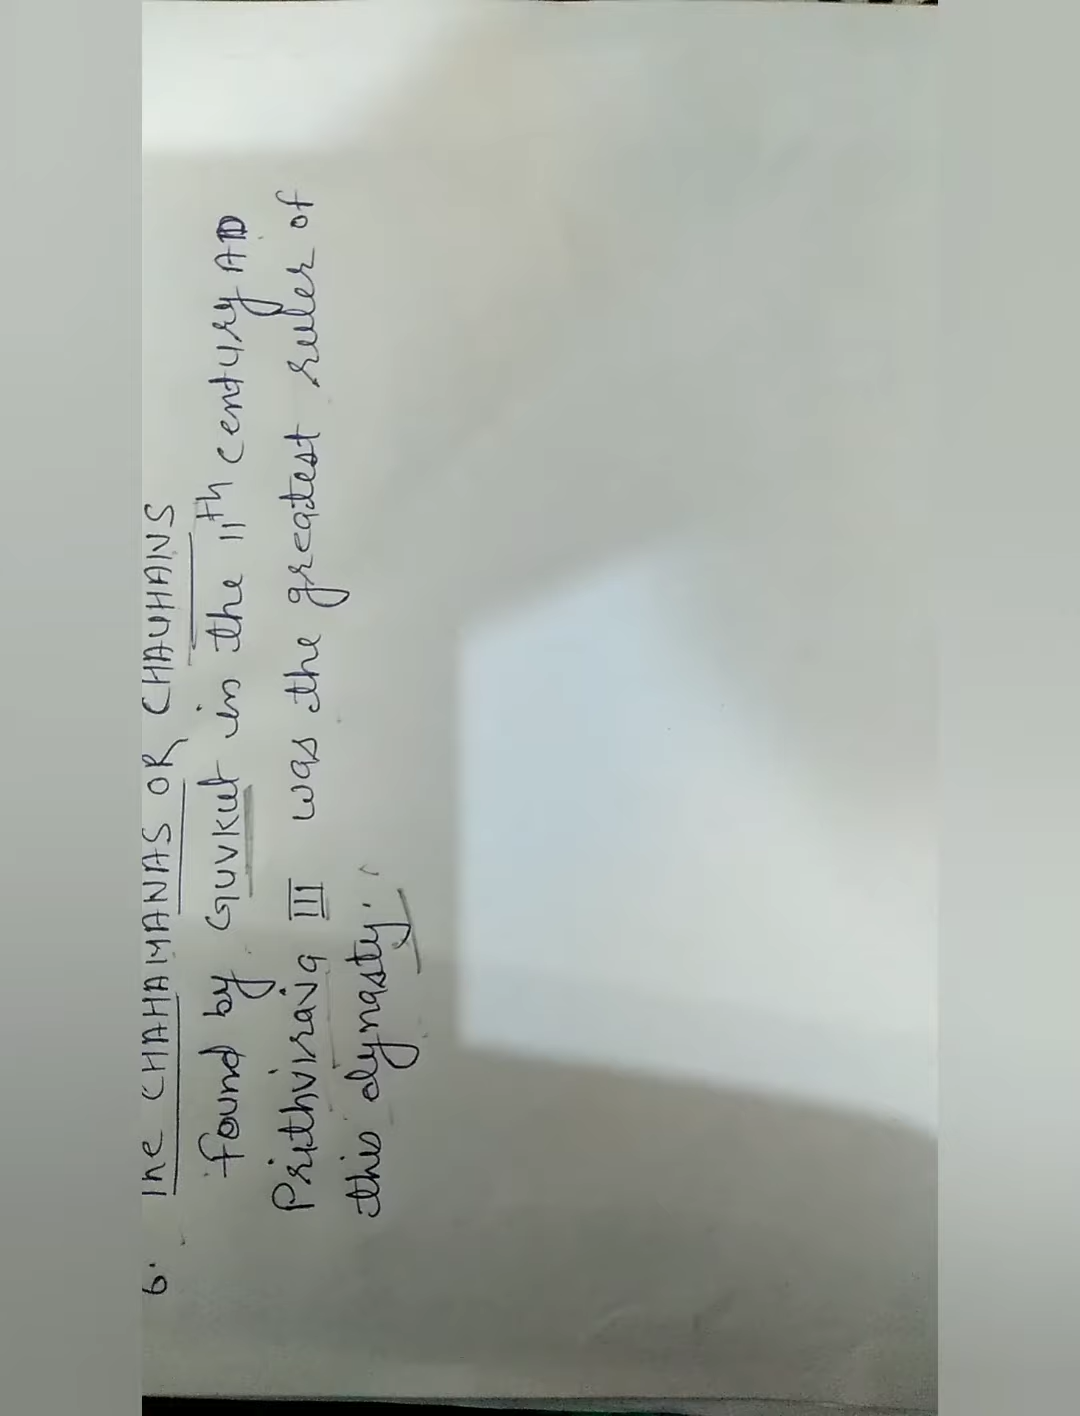 6. The CHAHAMANAS OR CHAUHANS
found by Guvkut in the 11th century AD
Prithviraja III was the greatest ruler of
this dynasty.